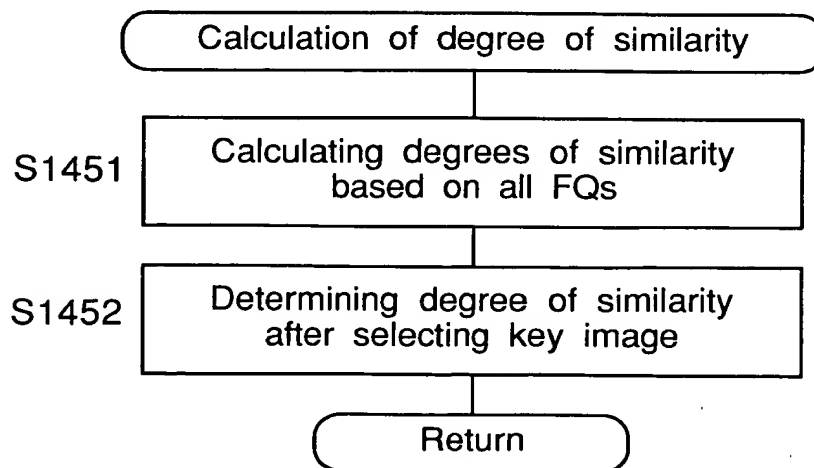 Calculation of degree of similarity
S1451
Calculating degrees of similarity
based on all FQs
S1452
Determining degree of similarity
after selecting key image
Return